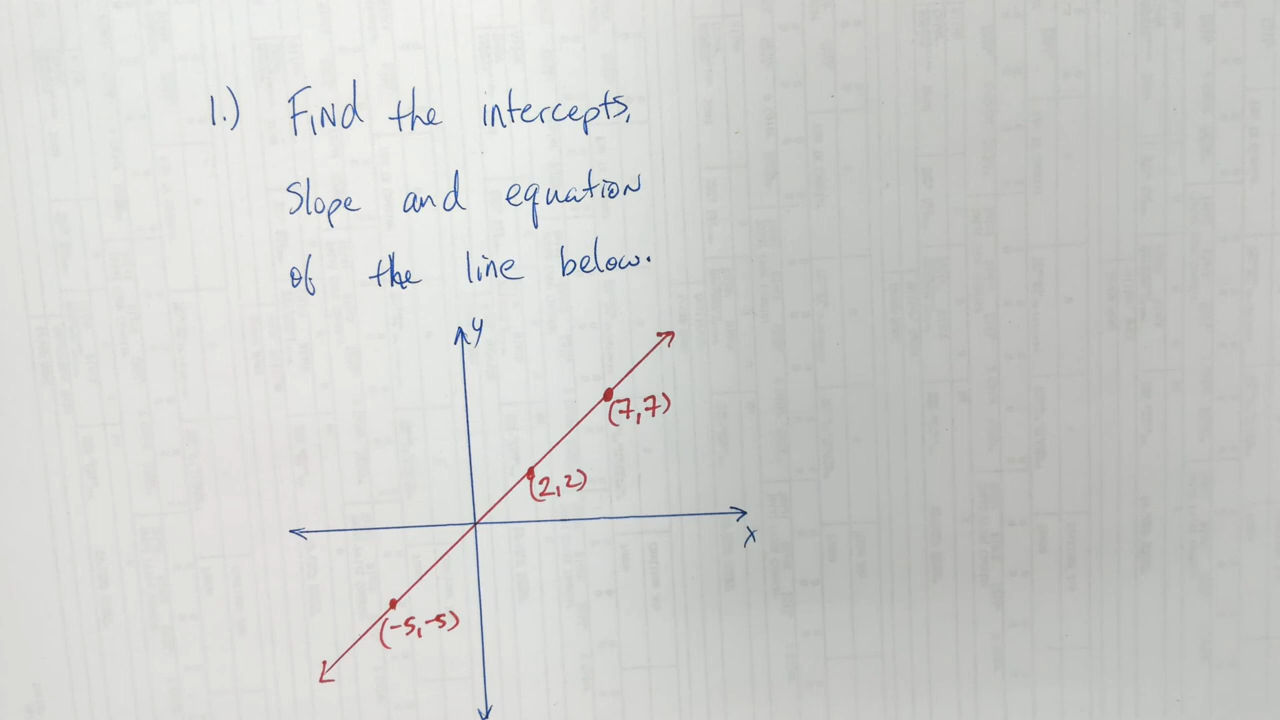 1.) Find the intercepts,
Slope and equation
of the line below.
y
(7,7)
(2,2)
x
(-5,-5)